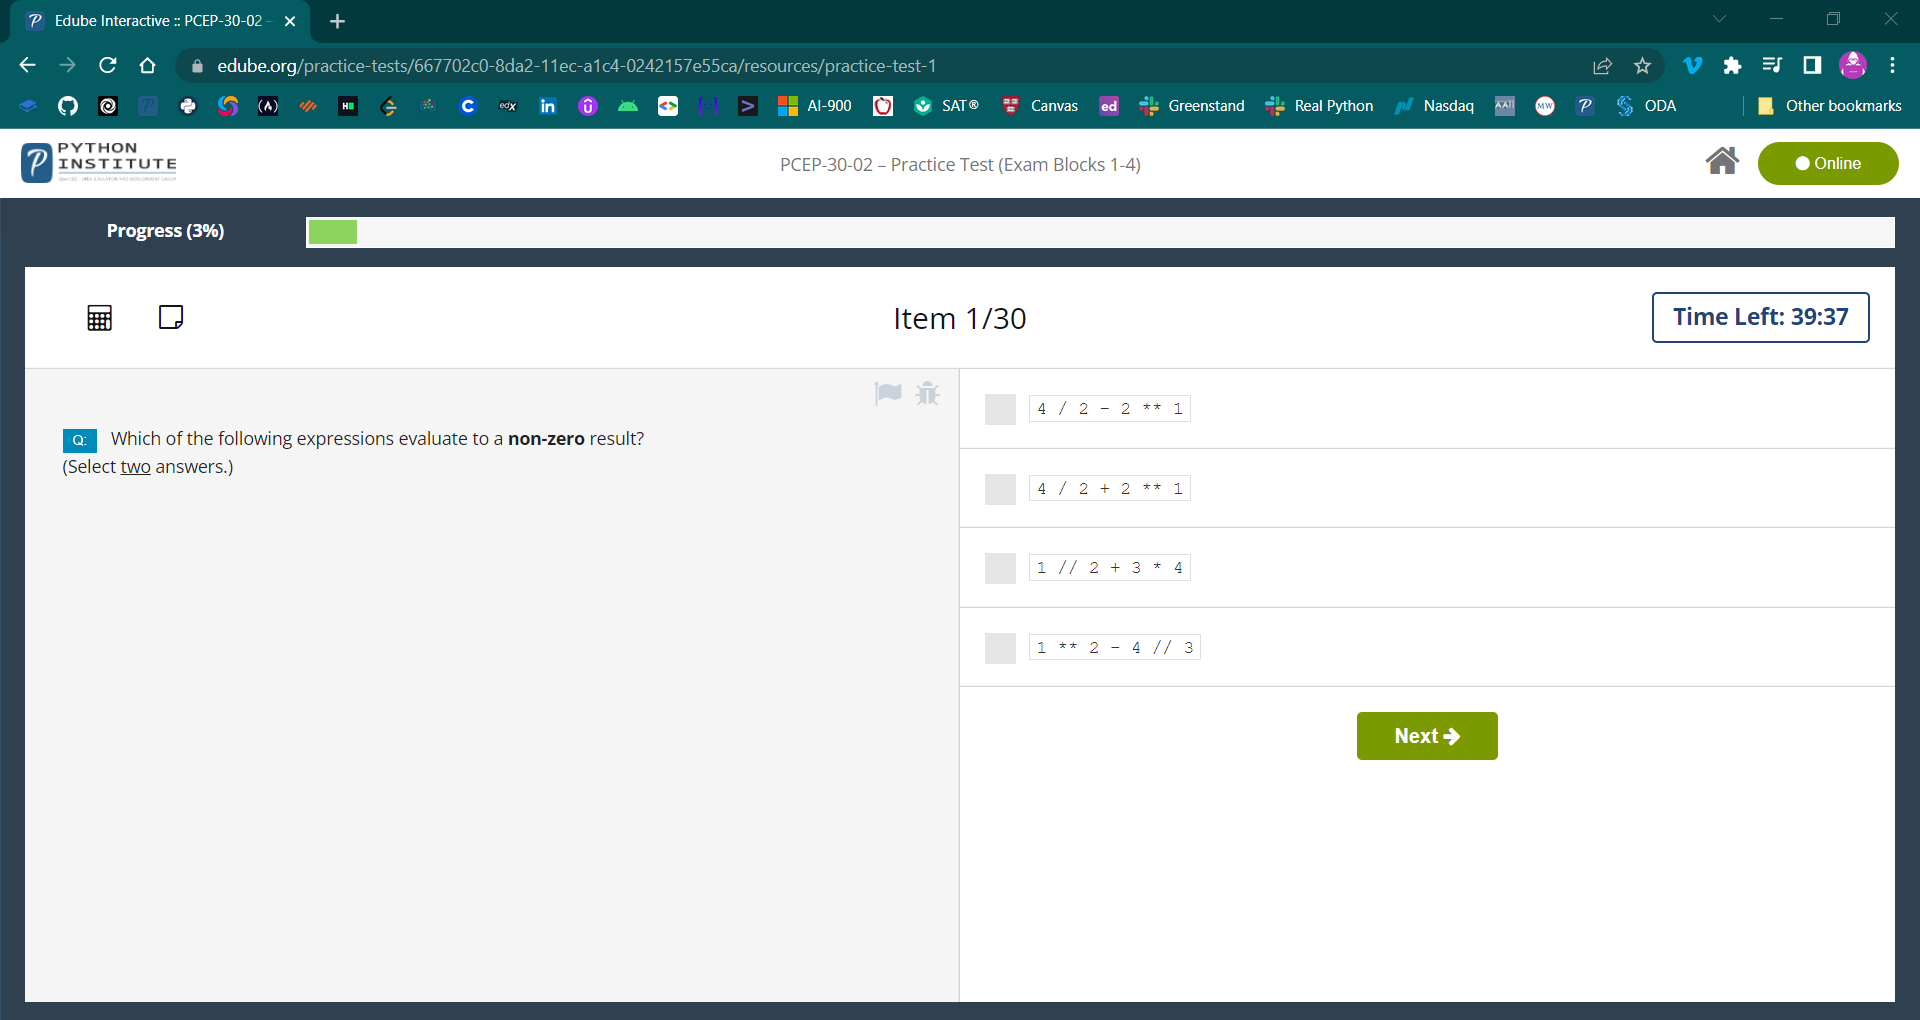 Edube Interactive :: PCEP-30-02 -
edube.org/practice-tests/667702c0-8da2-11ec-a1c4-0242157e55ca/resources/practice-test-1
AI-900
SAT®
Canvas
ed
Greenstand
Real Python
Nasdaq
ODA
Other bookmarks
PYTHON
INSTITUTE
PCEP-30-02 – Practice Test (Exam Blocks 1-4)
Online
Progress (3%)
Item 1/30
Time Left: 39:37
Q: Which of the following expressions evaluate to a non-zero result?
(Select two answers.)
4 / 2 - 2 ** 1
4 / 2 + 2 ** 1
1 // 2 + 3 * 4
1 ** 2 - 4 // 3
Next